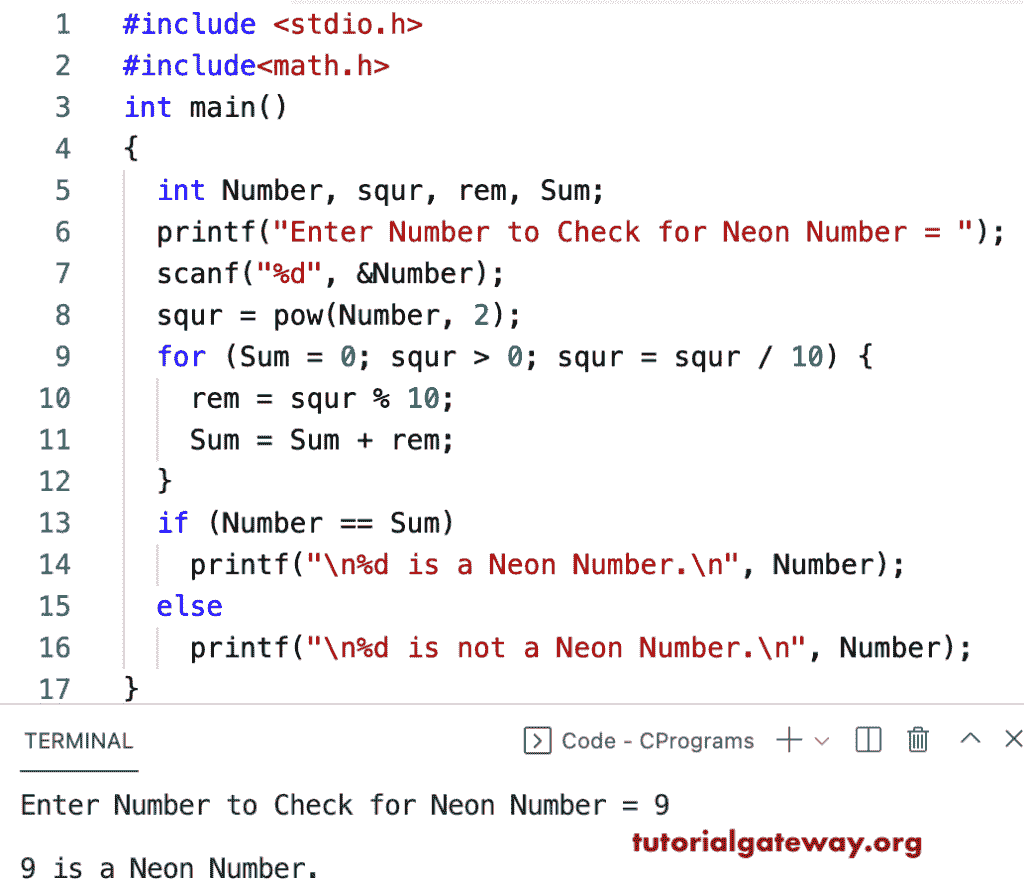 1 #include <stdio.h>
2 #include<math.h>
3 int main()
4 {
5 int Number, squr, rem, Sum;
6 printf("Enter Number to Check for Neon Number = ");
7 scanf("%d", &Number);
8 squr = pow(Number, 2);
9 for (Sum = 0; squr > 0; squr = squr / 10) {
10 rem = squr % 10;
11 Sum = Sum + rem;
12 }
13 if (Number == Sum)
14 printf("\n%d is a Neon Number.\n", Number);
15 else
16 printf("\n%d is not a Neon Number.\n", Number);
17 }
TERMINAL Code - CPrograms
Enter Number to Check for Neon Number = 9
tutorialgateway.org
9 is a Neon Number.